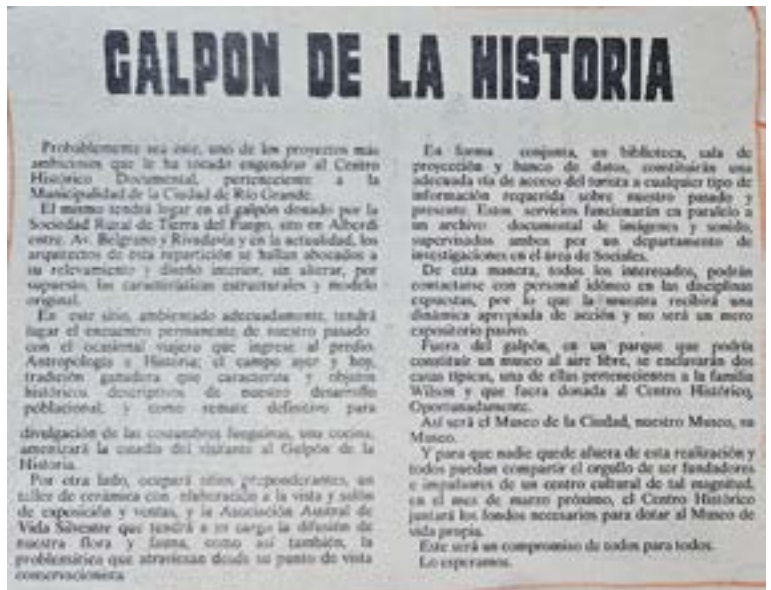 GALPON DE LA HISTORIA
Probablemente sea este, uno de los proyectos más
ambiciosos que le ha tocado engendrar al Centro
Histórico Documental, perteneciente a la
Municipalidad de la Ciudad de Río Grande.
El mismo tendrá lugar en el galpón donado por la
Sociedad Rural de Tierra del Fuego, sito en Alberdi
entre Av. Belgrano y Rivadavia y en la actualidad, los
arquitectos de esta repartición se hallan abocados a
su relevamiento y diseño interior, sin alterar, por
supuesto, las características estructurales y modelo
original.
En este sitio, ambientado adecuadamente, tendrá
lugar el encuentro permanente de nuestro pasado
con el ocasional viajero que ingrese al predio.
Antropología e Historia; el campo ayer y hoy,
tradición ganadera que caracteriza y objetos
históricos descriptivos de nuestro desarrollo
poblacional, y como remate definitivo para
divulgación de las costumbres fueguinas, una cocina,
amenizará la estadía del visitante al Galpón de la
Historia.
Por otra lado, ocupará sitios preponderantes, un
taller de cerámica con elaboración a la vista y salón
de exposición y ventas, y la Asociación Austral de
Vida Silvestre que tendrá a su cargo la difusión de
nuestra flora y fauna, como así también, la
problemática que atraviesan desde su punto de vista
conservacionista.
En forma conjunta, un biblioteca, sala de
proyección y banco de datos, constituirán una
adecuada vía de acceso del turista a cualquier tipo de
información requerida sobre nuestro pasado y
presente. Estos servicios funcionarán en paralelo a
un archivo documental de imágenes y sonido,
supervisados ambos por un departamento de
investigaciones en el área de Sociales.
De esta manera, todos los interesados, podrán
contactarse con personal idóneo en las disciplinas
expuestas, por lo que la muestra recibirá una
dinámica apropiada de acción y no será un mero
expositorio pasivo.
Fuera del galpón, en un parque que podría
constituir un museo al aire libre, se enclavarán dos
casas típicas, una de ellas pertenecientes a la familia
Wilson y que fuera donada al Centro Histórico,
Oportunadamente.
Así será el Museo de la Ciudad, nuestro Museo, su
Museo.
Y para que nadie quede afuera de esta realización y
todos puedan compartir el orgullo de ser fundadores
e impulsores de un centro cultural de tal magnitud,
en el mes de marzo próximo, el Centro Histórico
juntará los fondos necesarios para dotar al Museo de
vida propia.
Este será un compromiso de todos para todos.
Lo esperamos.